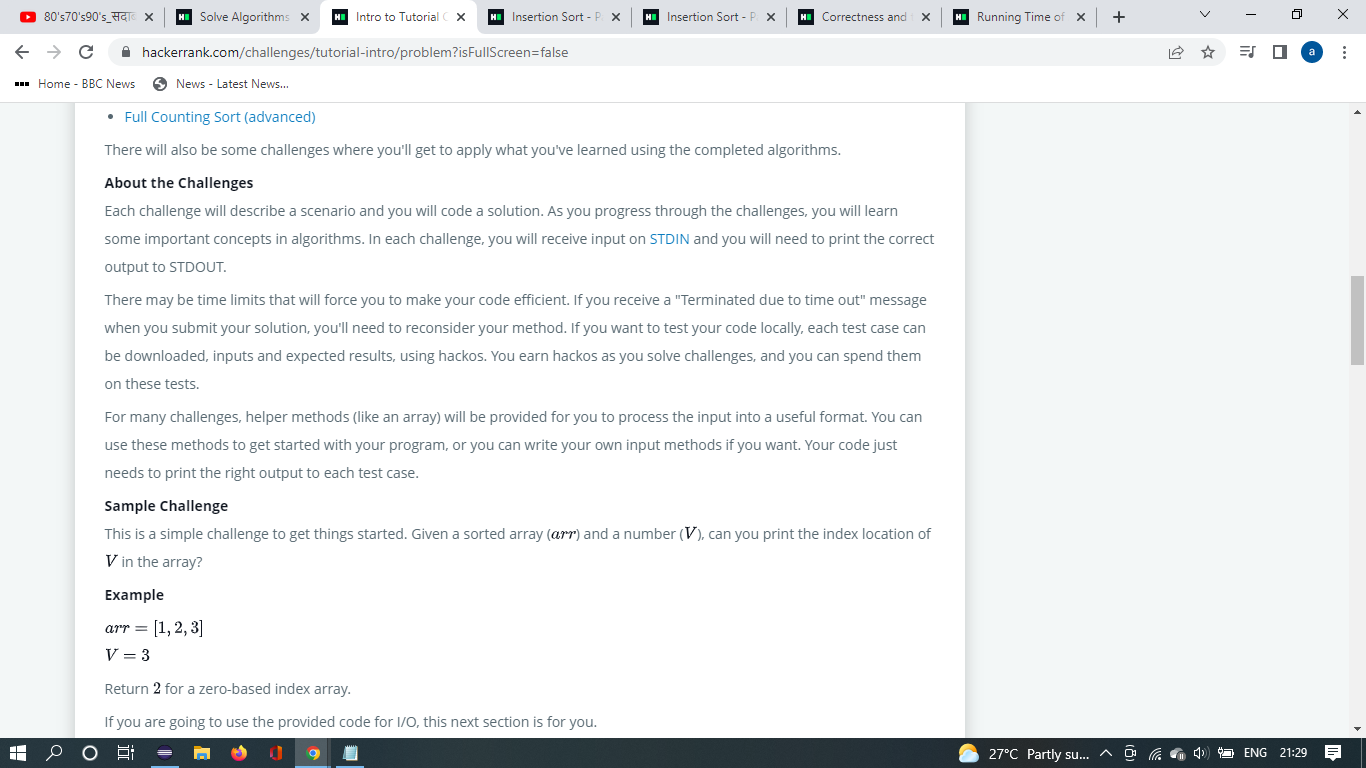 80's70's90's_सदाब
Solve Algorithms
Intro to Tutorial C
Insertion Sort - Pa
Insertion Sort - Pa
Correctness and t
Running Time of
hackerrank.com/challenges/tutorial-intro/problem?isFullScreen=false
a
Home - BBC News
News - Latest News...
• Full Counting Sort (advanced)
There will also be some challenges where you'll get to apply what you've learned using the completed algorithms.
About the Challenges
Each challenge will describe a scenario and you will code a solution. As you progress through the challenges, you will learn
some important concepts in algorithms. In each challenge, you will receive input on STDIN and you will need to print the correct
output to STDOUT.
There may be time limits that will force you to make your code efficient. If you receive a "Terminated due to time out" message
when you submit your solution, you'll need to reconsider your method. If you want to test your code locally, each test case can
be downloaded, inputs and expected results, using hackos. You earn hackos as you solve challenges, and you can spend them
on these tests.
For many challenges, helper methods (like an array) will be provided for you to process the input into a useful format. You can
use these methods to get started with your program, or you can write your own input methods if you want. Your code just
needs to print the right output to each test case.
Sample Challenge
This is a simple challenge to get things started. Given a sorted array (arr) and a number (V), can you print the index location of
V in the array?
Example
arr = [1, 2, 3]
V = 3
Return 2 for a zero-based index array.
If you are going to use the provided code for I/O, this next section is for you.
27°C Partly su... ENG 21:29